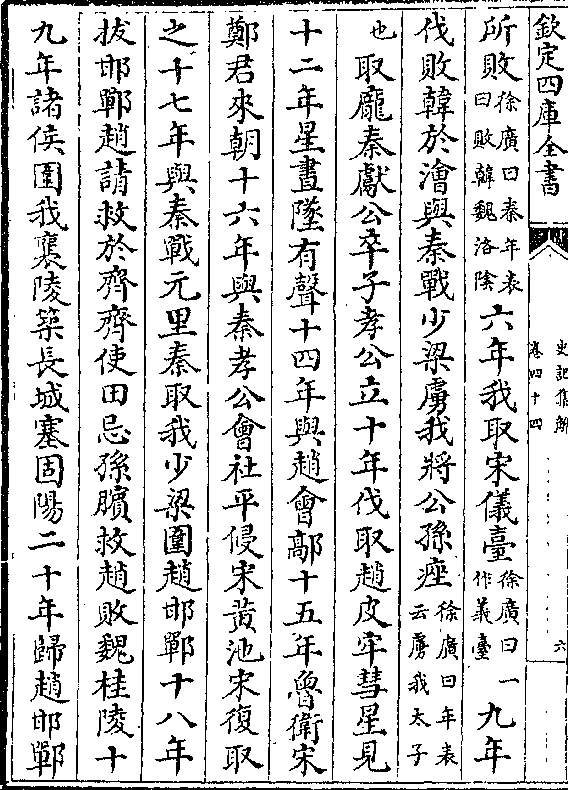 欽定四庫全書
史記集解
卷四十四
六
所敗徐廣曰秦年表曰敗韓魏洛陰六年我取宋儀臺徐廣曰一作義臺九年
伐敗韓於澮與秦戰少梁虜我將公孫痤徐廣曰年表云虜我太子
也取龐秦獻公卒子孝公立十年伐取趙皮牢彗星見
十二年星晝墜有聲十四年與趙會鄗十五年魯衛宋
鄭君來朝十六年與秦孝公會社平侵宋黃池宋復取
之十七年與秦戰元里秦取我少梁圍趙邯鄲十八年
拔邯鄲趙請救於齊齊使田忌孫臏救趙敗魏桂陵十
九年諸侯圍我襄陵築長城塞固陽二十年歸趙邯鄲